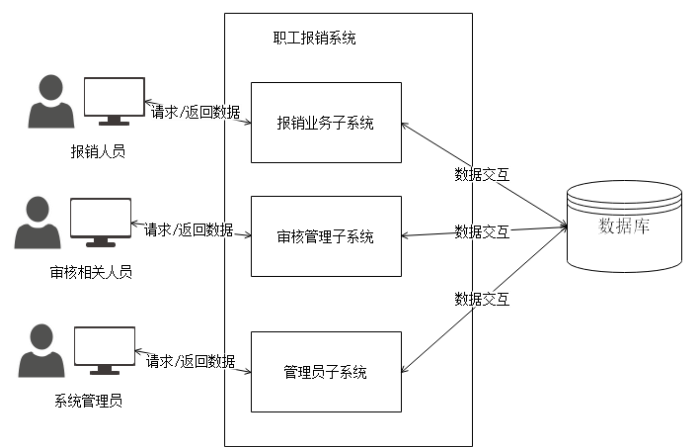 职工报销系统
请求/返回数据
报销业务子系统
报销人员
数据交互
请求/返回数据
审核管理子系统
数据交互
数据库
审核相关人员
数据交互
请求/返回数据
管理员子系统
系统管理员